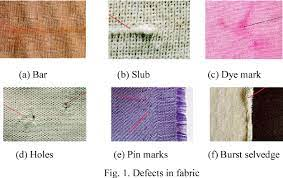 (a) Bar (b) Slub (c) Dye mark
(d) Holes (e) Pin marks (f) Burst selvedge
Fig. 1. Defects in fabric